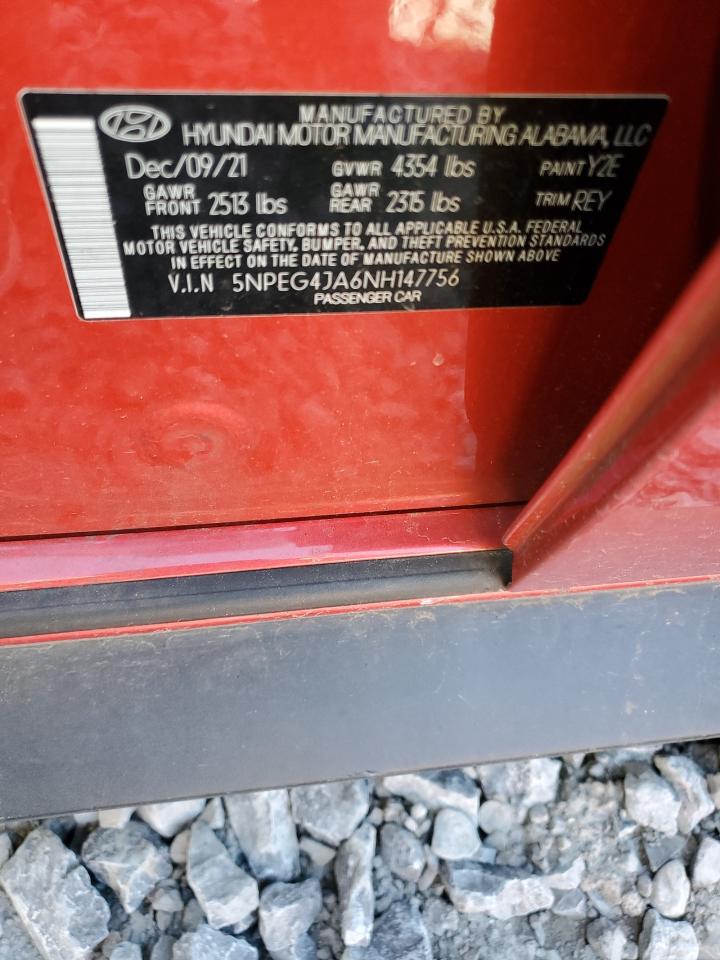 MANUFACTURED BY
HYUNDAI MOTOR MANUFACTURING ALABAMA, LLC
Dec/09/21 GVWR 4354 lbs PAINT Y2E
GAWR FRONT 2513 lbs GAWR REAR 2315 lbs TRIM REY
THIS VEHICLE CONFORMS TO ALL APPLICABLE U.S.A. FEDERAL
MOTOR VEHICLE SAFETY, BUMPER, AND THEFT PREVENTION STANDARDS
IN EFFECT ON THE DATE OF MANUFACTURE SHOWN ABOVE
V.I.N 5NPEG4JA6NH147756
PASSENGER CAR